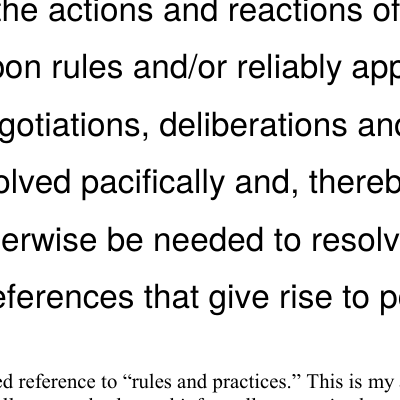 the actions and reactions of
pon rules and/or reliably app
gotiations, deliberations and
olved pacifically and, thereb
erwise be needed to resolv
eferences that give rise to p
ed reference to “rules and practices.” This is my